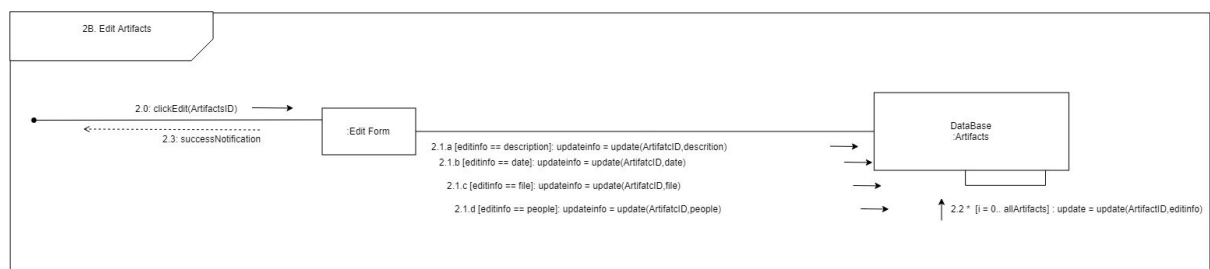 2B. Edit Artifacts
2.0: clickEdit(ArtifactsID)
:Edit Form
2.3: successNotification
DataBase
:Artifacts
2.1.a [editinfo == description]: updateinfo = update(ArtifatcID,descrition)
2.1.b [editinfo == date]: updateinfo = update(ArtifatcID,date)
2.1.c [editinfo == file]: updateinfo = update(ArtifatcID,file)
2.1.d [editinfo == people]: updateinfo = update(ArtifatcID,people)
2.2 * [i = 0.. allArtifacts] : update = update(ArtifactID,editinfo)